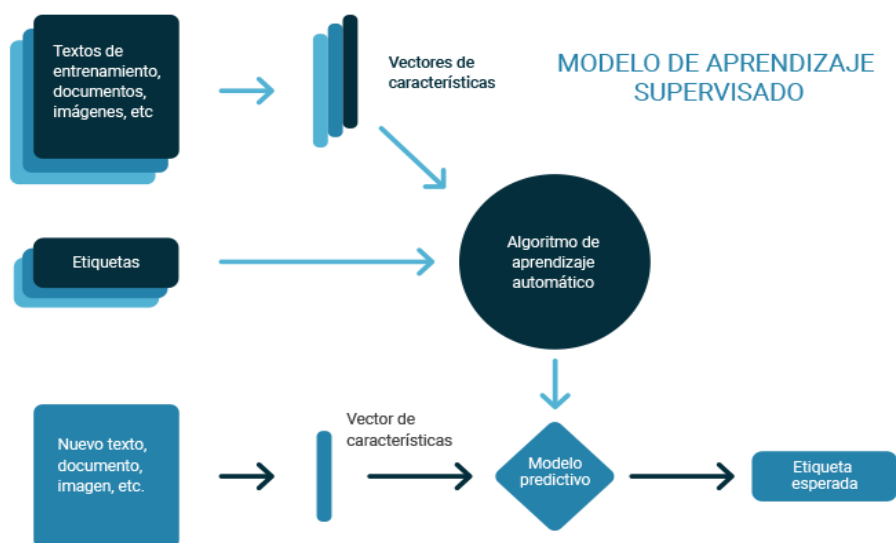 Textos de
entrenamiento,
documentos,
imágenes, etc
Vectores de
características
MODELO DE APRENDIZAJE
SUPERVISADO
Etiquetas
Algoritmo de
aprendizaje
automático
Nuevo texto,
documento,
imagen, etc.
Vector de
características
Modelo
predictivo
Etiqueta
esperada